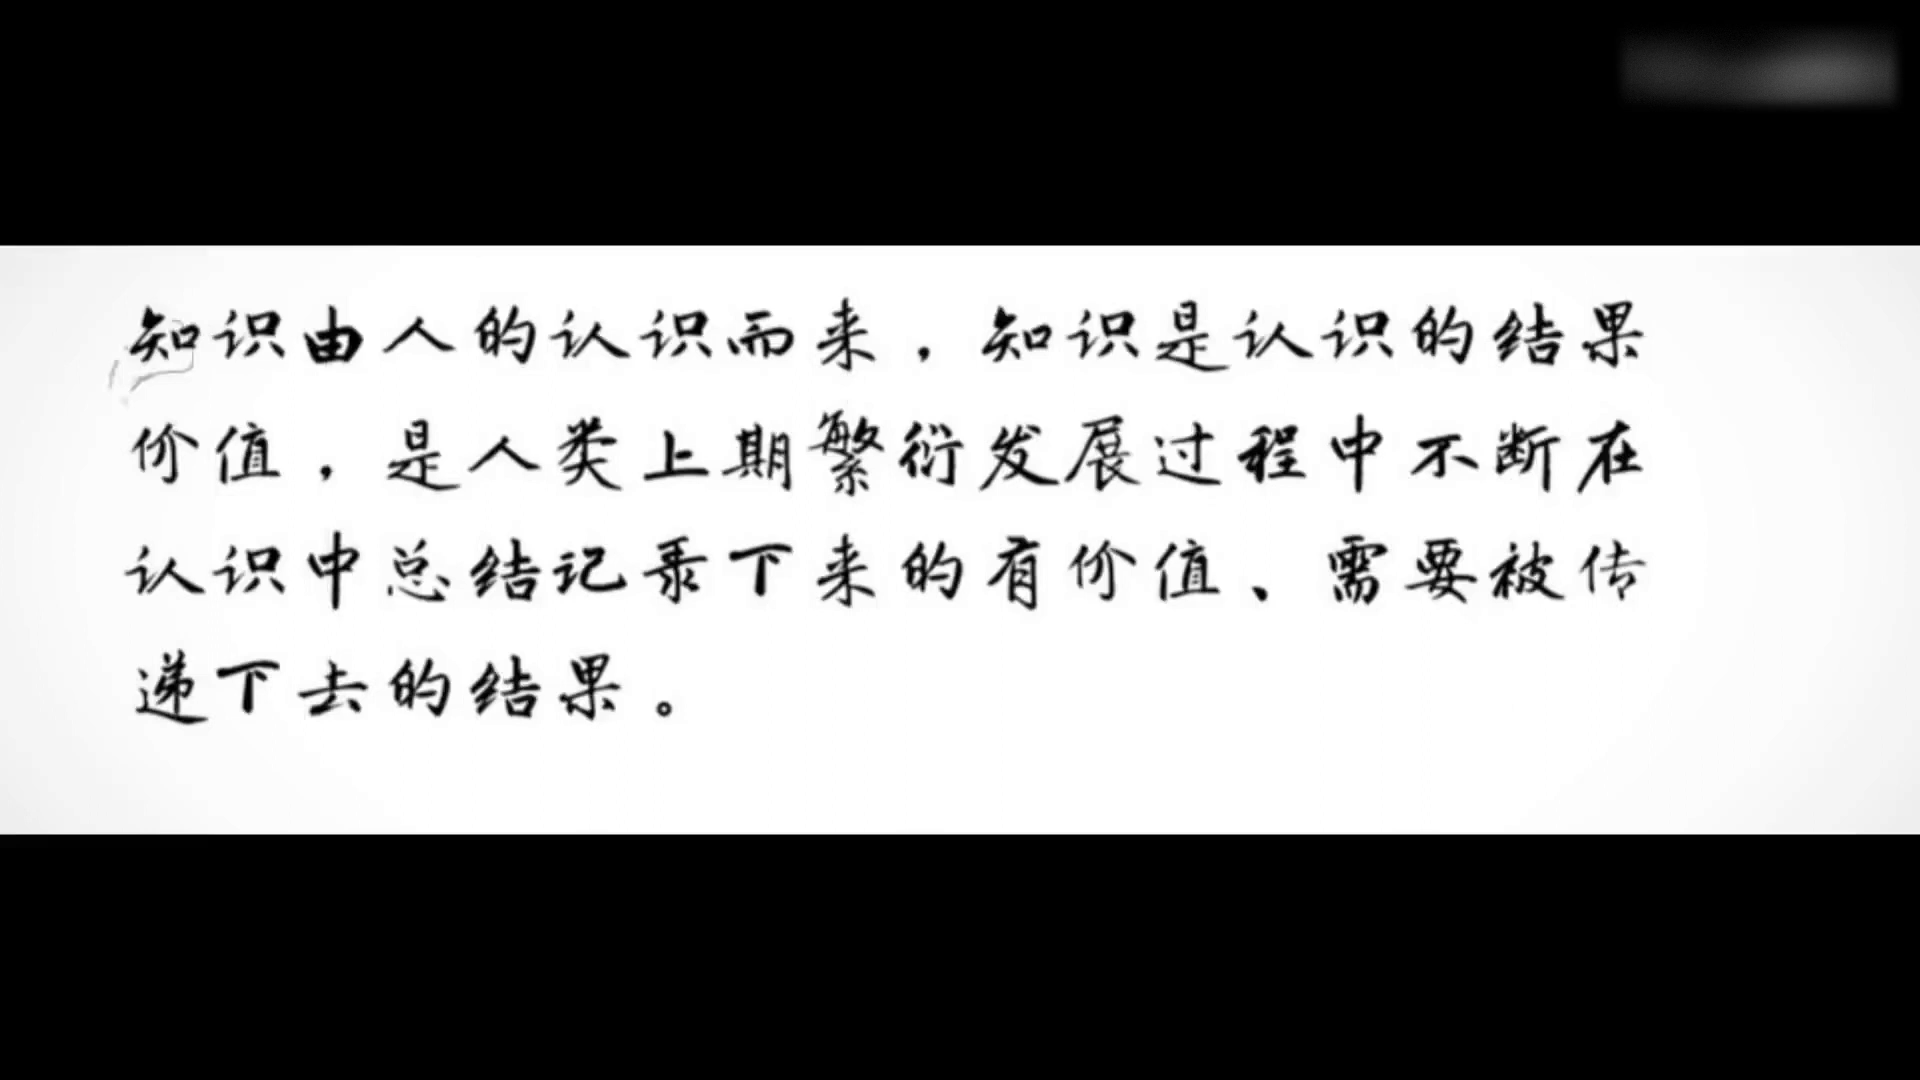 知识由人的认识而来，知识是认识的结果
价值，是人类上期繁衍发展过程中不断在
认识中总结记录下来的有价值、需要被传
递下去的结果。